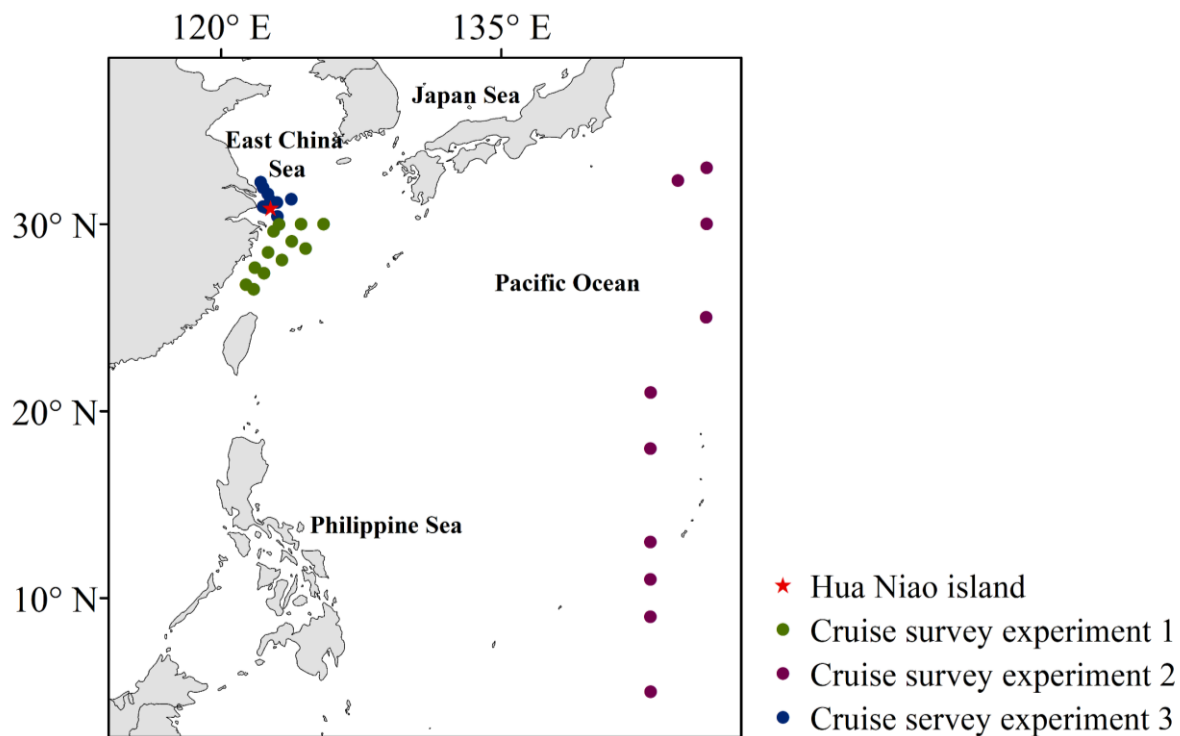 120° E
135° E
Japan Sea
East China
Sea
30° N
Pacific Ocean
20° N
Philippine Sea
10° N
Hua Niao island
Cruise survey experiment 1
Cruise survey experiment 2
Cruise servey experiment 3